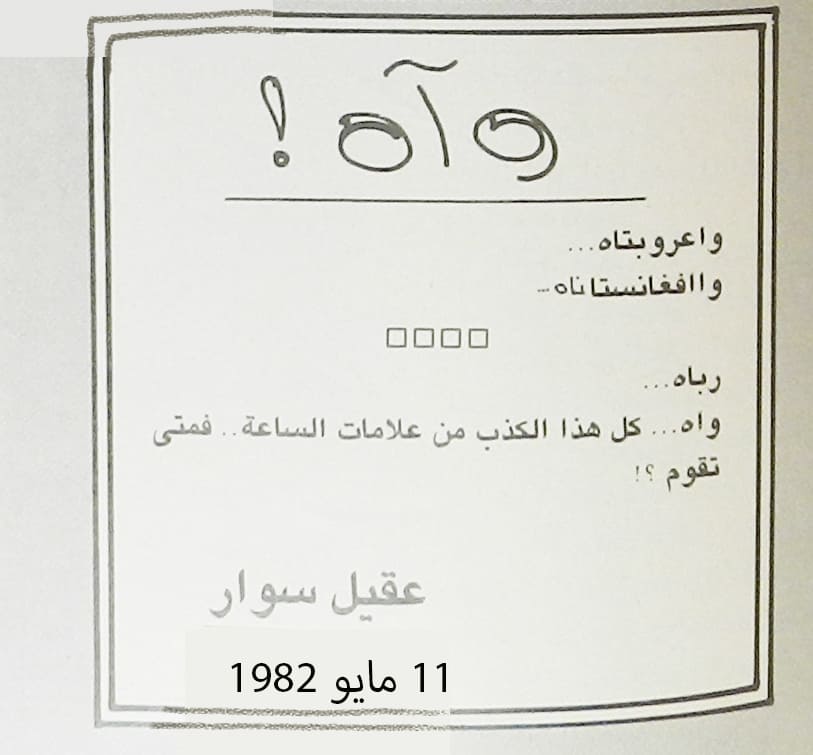 وآه !
واعروبتاه...
واافغانستاناه...
□□□□
رباه...
واه... كل هذا الكذب من علامات الساعة.. فمتى
تقوم ؟!
عقيل سوار
11 مايو 1982